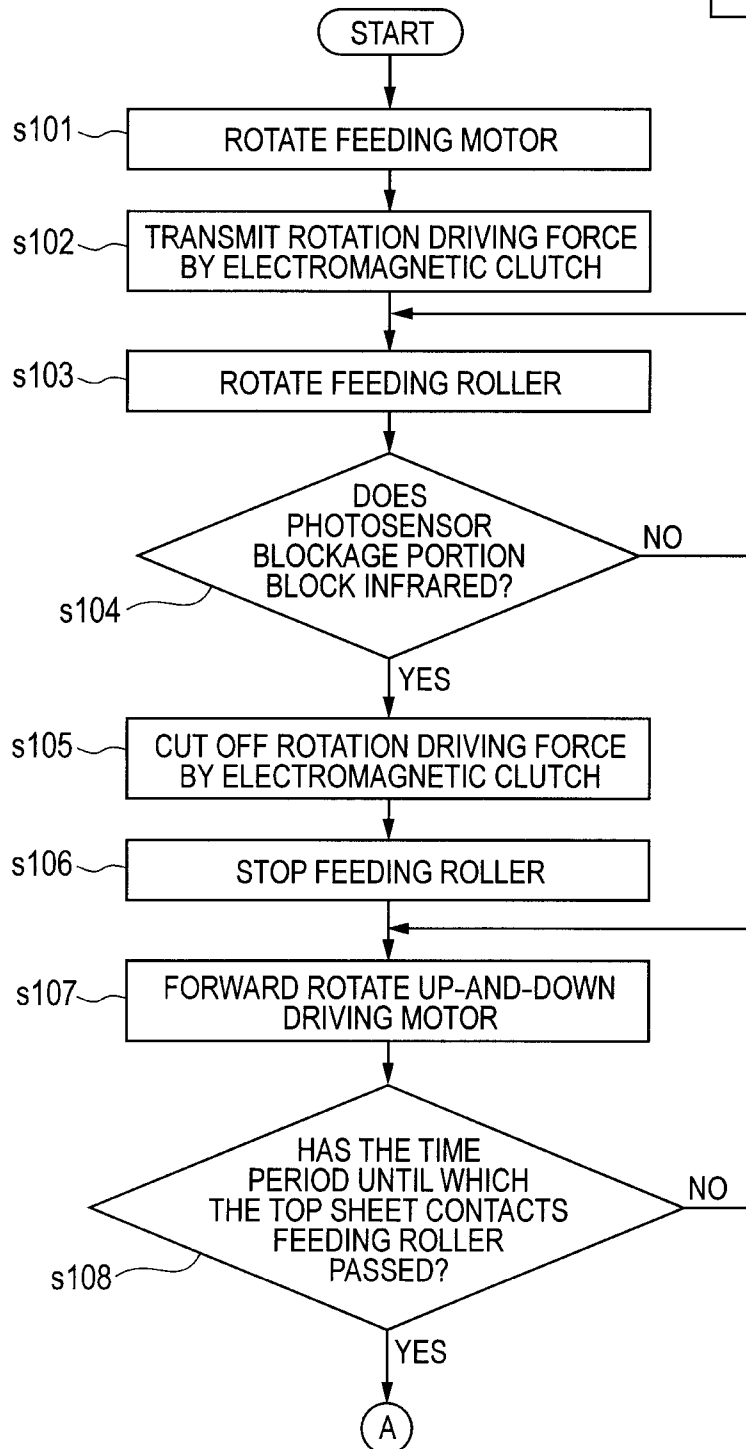 START
s101
ROTATE FEEDING MOTOR
s102
TRANSMIT ROTATION DRIVING FORCE
BY ELECTROMAGNETIC CLUTCH
s103
ROTATE FEEDING ROLLER
DOES
PHOTOSENSOR
BLOCKAGE PORTION
BLOCK INFRARED?
NO
s104
YES
s105
CUT OFF ROTATION DRIVING FORCE
BY ELECTROMAGNETIC CLUTCH
s106
STOP FEEDING ROLLER
s107
FORWARD ROTATE UP-AND-DOWN
DRIVING MOTOR
HAS THE TIME
PERIOD UNTIL WHICH
THE TOP SHEET CONTACTS
FEEDING ROLLER
PASSED?
NO
s108
YES
A